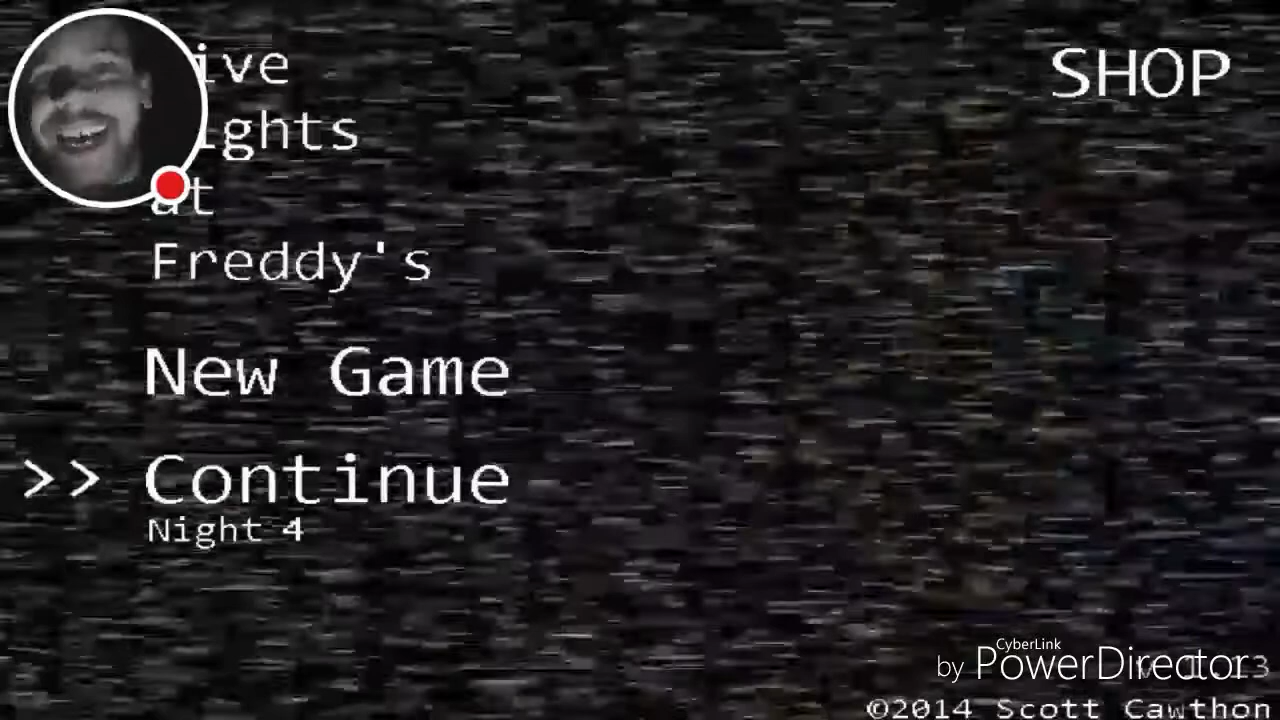 ive
ights
at
Freddy's
SHOP
New Game
>> Continue
Night 4
CyberLink
by PowerDirector
©2014 Scott Cawthon